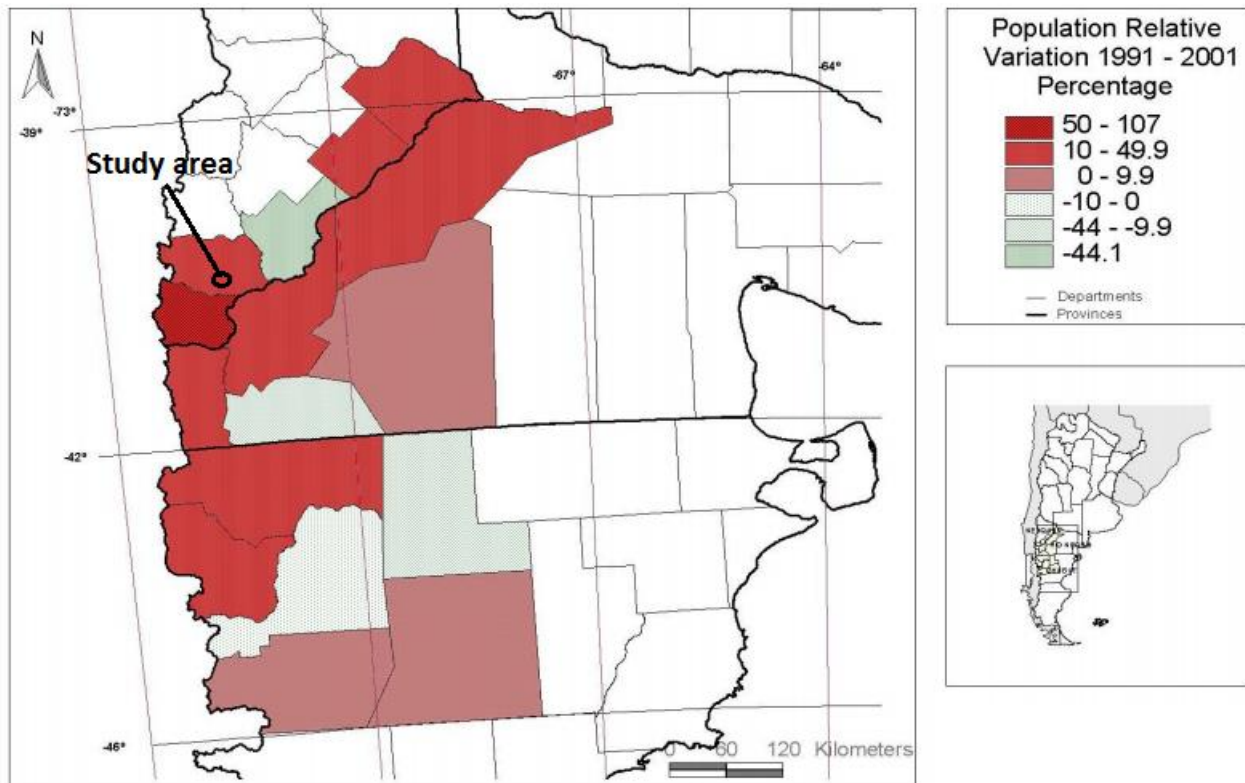 N
-73°
-39°
-67°
-64°
Study area
-42°
-46°
0 60 120 Kilometers
Population Relative
Variation 1991 - 2001
Percentage
50 - 107
10 - 49.9
0 - 9.9
-10 - 0
-44 - -9.9
-44.1
Departments
Provinces